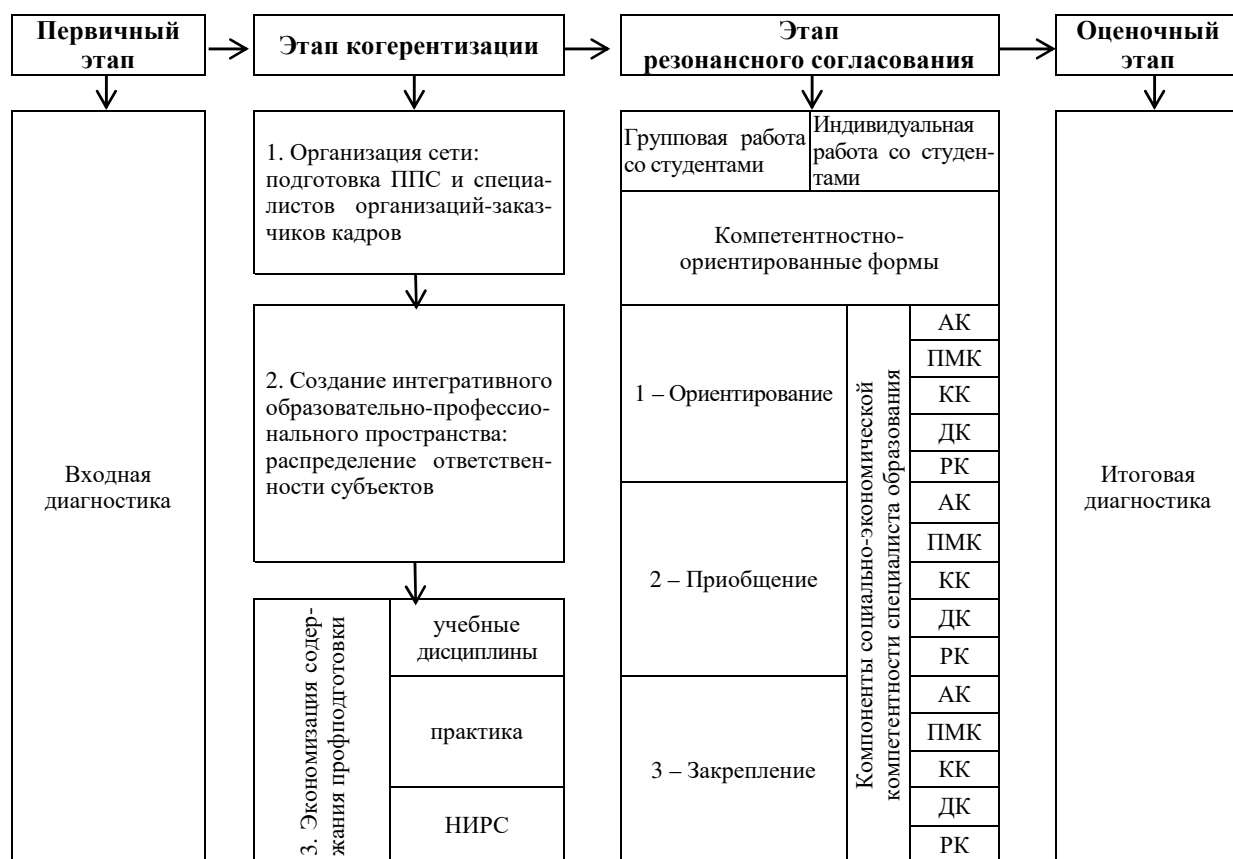 Первичный
этап
Этап когерентизации
Этап
резонансного согласования
Оценочный
этап
Входная
диагностика
1. Организация сети:
подготовка ППС и специа-
листов организаций-заказ-
чиков кадров
2. Создание интегративного
образовательно-профессио-
нального пространства:
распределение ответствен-
ности субъектов
3. Экономизация содер-
жания профподготовки
учебные
дисциплины
практика
НИРС
Групповая работа
со студентами
Индивидуальная
работа со студен-
тами
Компетентностно-
ориентированные формы
1 – Ориентирование
2 – Приобщение
3 – Закрепление
Компоненты социально-экономической
компетентности специалиста образования
АК
ПМК
КК
ДК
РК
АК
ПМК
КК
ДК
РК
АК
ПМК
КК
ДК
РК
Итоговая
диагностика